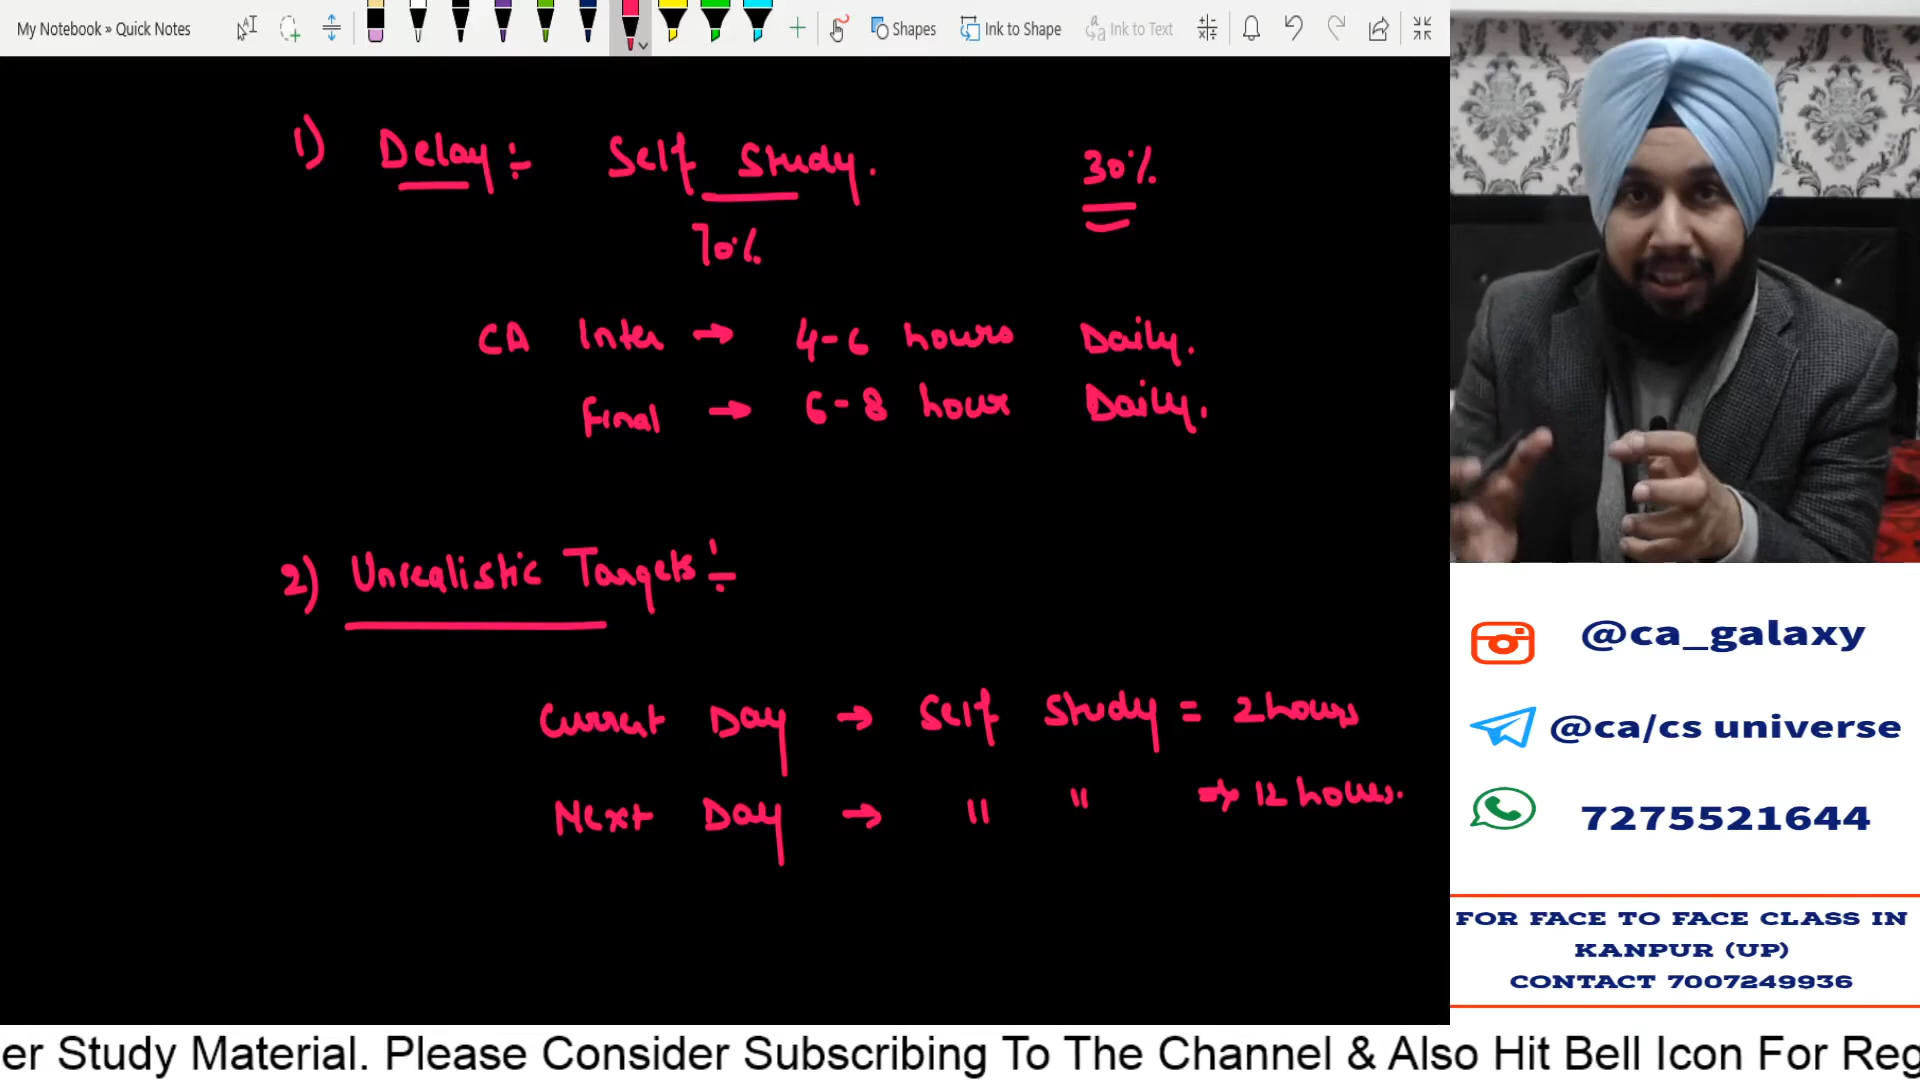 My Notebook » Quick Notes
Shapes
Ink to Shape
Ink to Text
1) Delay :- Self Study. 30%
70%
CA Inter → 4-6 hours Daily.
Final → 6-8 hour Daily.
2) Unrealistic Targets :-
Current Day → Self Study = 2 hours
Next Day → " " → 12 hours.
@ca_galaxy
@ca/cs universe
7275521644
FOR FACE TO FACE CLASS IN
KANPUR (UP)
CONTACT 7007249936
er Study Material. Please Consider Subscribing To The Channel & Also Hit Bell Icon For Reg